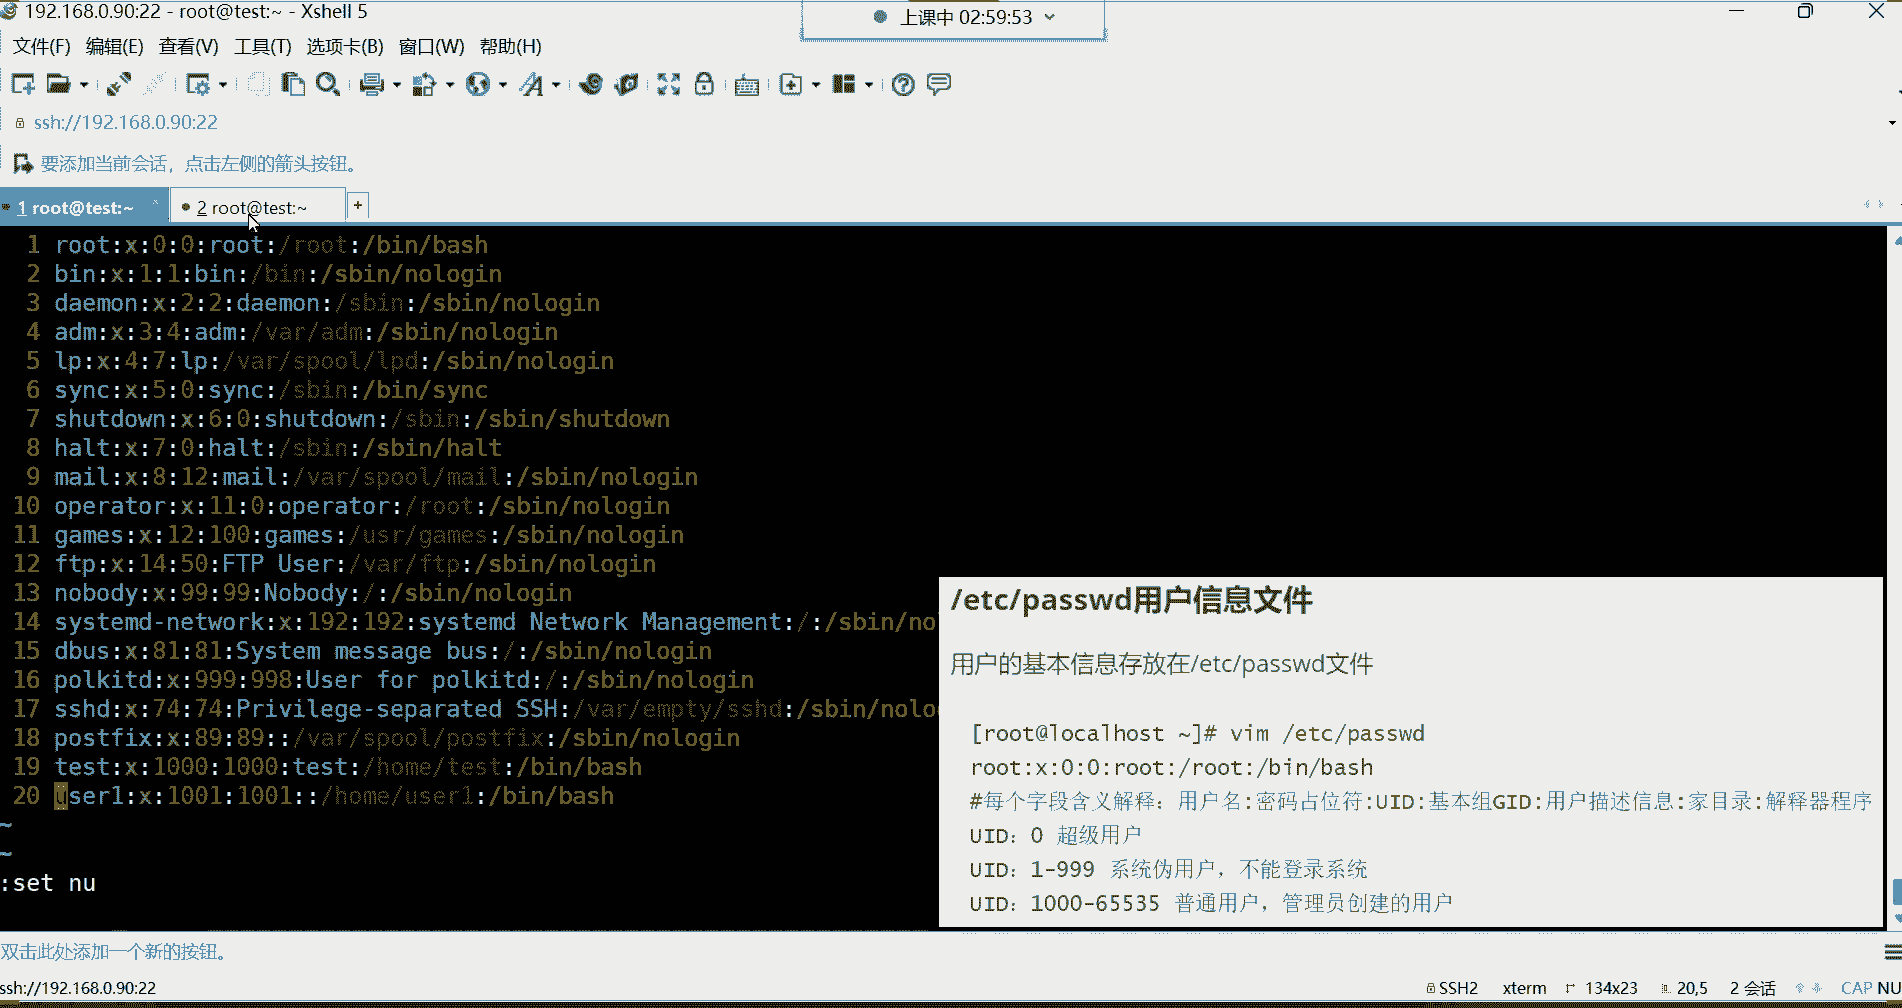 192.168.0.90:22 - root@test:~ - Xshell 5
上课中 02:59:53
文件(F) 编辑(E) 查看(V) 工具(T) 选项卡(B) 窗口(W) 帮助(H)
ssh://192.168.0.90:22
要添加当前会话，点击左侧的箭头按钮。
1 root@test:~ 2 root@test:~ +
1 root:x:0:0:root:/root:/bin/bash
2 bin:x:1:1:bin:/bin:/sbin/nologin
3 daemon:x:2:2:daemon:/sbin:/sbin/nologin
4 adm:x:3:4:adm:/var/adm:/sbin/nologin
5 lp:x:4:7:lp:/var/spool/lpd:/sbin/nologin
6 sync:x:5:0:sync:/sbin:/bin/sync
7 shutdown:x:6:0:shutdown:/sbin:/sbin/shutdown
8 halt:x:7:0:halt:/sbin:/sbin/halt
9 mail:x:8:12:mail:/var/spool/mail:/sbin/nologin
10 operator:x:11:0:operator:/root:/sbin/nologin
11 games:x:12:100:games:/usr/games:/sbin/nologin
12 ftp:x:14:50:FTP User:/var/ftp:/sbin/nologin
13 nobody:x:99:99:Nobody:/:/sbin/nologin
14 systemd-network:x:192:192:systemd Network Management:/:/sbin/no
15 dbus:x:81:81:System message bus:/:/sbin/nologin
16 polkitd:x:999:998:User for polkitd:/:/sbin/nologin
17 sshd:x:74:74:Privilege-separated SSH:/var/empty/sshd:/sbin/nolo
18 postfix:x:89:89::/var/spool/postfix:/sbin/nologin
19 test:x:1000:1000:test:/home/test:/bin/bash
20 user1:x:1001:1001::/home/user1:/bin/bash
~
~
:set nu
/etc/passwd用户信息文件
用户的基本信息存放在/etc/passwd文件
[root@localhost ~]# vim /etc/passwd
root:x:0:0:root:/root:/bin/bash
#每个字段含义解释：用户名:密码占位符:UID:基本组GID:用户描述信息:家目录:解释器程序
UID：0 超级用户
UID：1-999 系统伪用户，不能登录系统
UID：1000-65535 普通用户，管理员创建的用户
双击此处添加一个新的按钮。
ssh://192.168.0.90:22 SSH2 xterm 134x23 20,5 2 会话 CAP NU